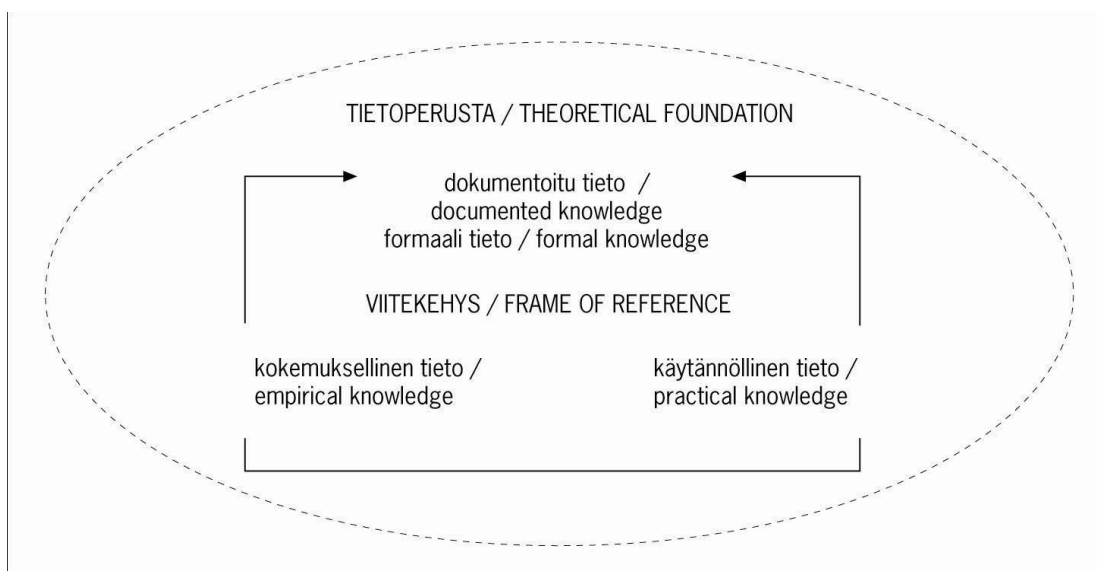 TIETOPERUSTA / THEORETICAL FOUNDATION
dokumentoitu tieto /
documented knowledge
formaali tieto / formal knowledge
VIITEKEHYS / FRAME OF REFERENCE
kokemuksellinen tieto /
empirical knowledge
käytännöllinen tieto /
practical knowledge